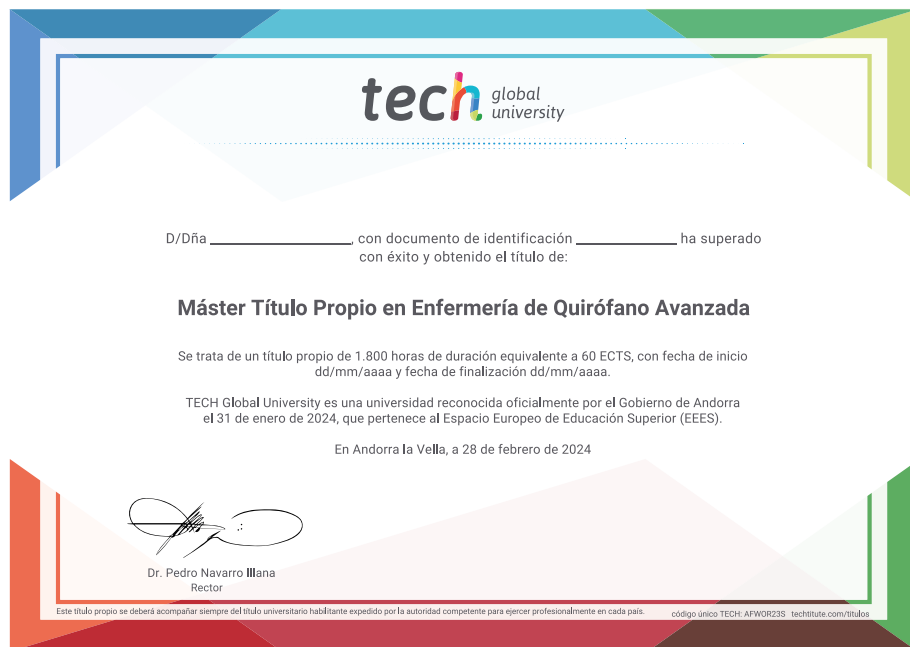 tech global university
D/Dña ________________, con documento de identificación ____________ ha superado
con éxito y obtenido el título de:
Máster Título Propio en Enfermería de Quirófano Avanzada
Se trata de un título propio de 1.800 horas de duración equivalente a 60 ECTS, con fecha de inicio
dd/mm/aaaa y fecha de finalización dd/mm/aaaa.
TECH Global University es una universidad reconocida oficialmente por el Gobierno de Andorra
el 31 de enero de 2024, que pertenece al Espacio Europeo de Educación Superior (EEES).
En Andorra la Vella, a 28 de febrero de 2024
Dr. Pedro Navarro Illana
Rector
Este título propio se deberá acompañar siempre del título universitario habilitante expedido por la autoridad competente para ejercer profesionalmente en cada país.
código único TECH: AFWOR23S techtitute.com/titulos